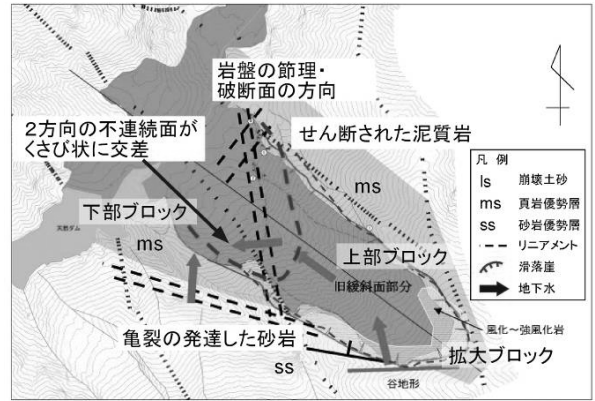 岩盤の節理・
破断面の方向
2方向の不連続面が
くさび状に交差
せん断された泥質岩
ms
下部ブロック
天然ダム
ms
上部ブロック
旧緩斜面部分
風化~強風化岩
亀裂の発達した砂岩
拡大ブロック
ss
谷地形
凡 例
ls 崩壊土砂
ms 頁岩優勢層
ss 砂岩優勢層
リニアメント
滑落崖
地下水